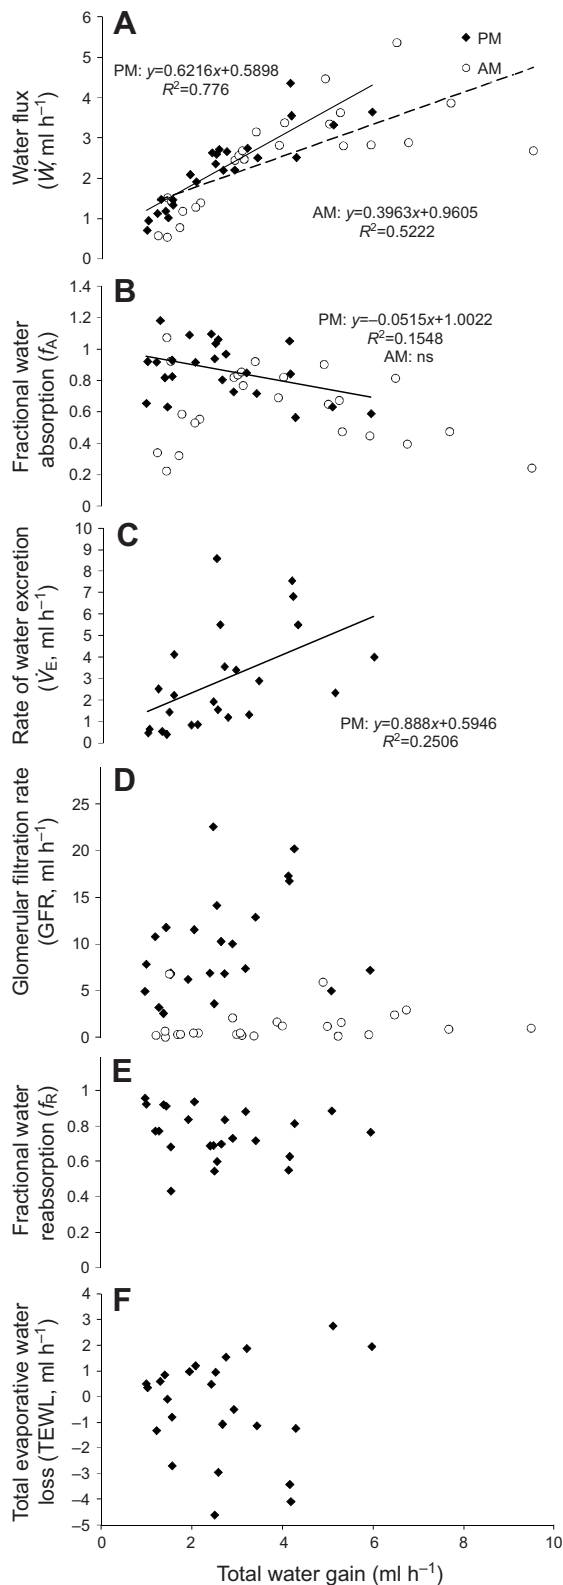 A
6
5
4
3
2
1
0
Water flux
(Ẇ, ml h–1)
PM
AM
PM: y=0.6216x+0.5898
R2=0.776
AM: y=0.3963x+0.9605
R2=0.5222
B
1.4
1.2
1
0.8
0.6
0.4
0.2
0
Fractional water
absorption (fA)
PM: y=–0.0515x+1.0022
R2=0.1548
AM: ns
C
10
9
8
7
6
5
4
3
2
1
0
Rate of water excretion
(V̇E, ml h–1)
PM: y=0.888x+0.5946
R2=0.2506
D
25
20
15
10
5
0
Glomerular filtration rate
(GFR, ml h–1)
E
1
0.8
0.6
0.4
0.2
0
Fractional water
reabsorption (fR)
F
4
3
2
1
0
–1
–2
–3
–4
–5
Total evaporative water
loss (TEWL, ml h–1)
0 2 4 6 8 10
Total water gain (ml h–1)